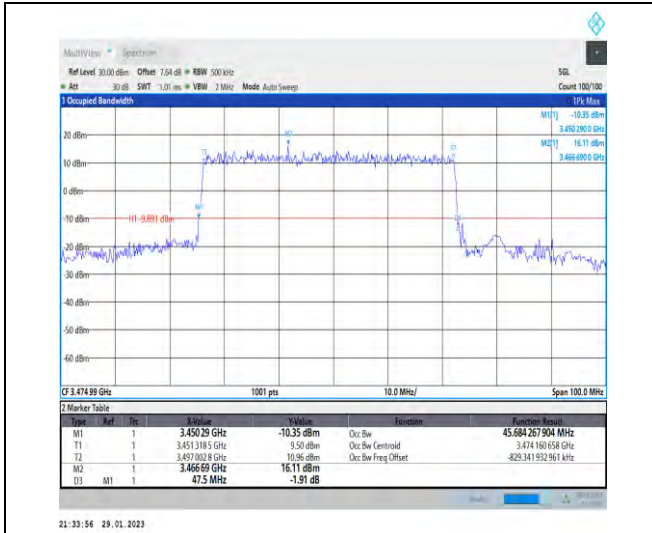 MultiView Spectrum
Ref Level 30.00 dBm Offset 7.64 dB RBW 500 kHz SGL
Att 30 dB SWT 1.01 ms VBW 2 MHz Mode Auto Sweep Count 100/100
1 Occupied Bandwidth 1Pk Max
M1[1] -10.35 dBm
3.450 290 0 GHz
M2[1] 16.11 dBm
3.466 690 0 GHz
20 dBm
10 dBm
0 dBm
-10 dBm
H1 -9.891 dBm
-20 dBm
-30 dBm
-40 dBm
-50 dBm
-60 dBm
M2
T2
M1
D3
CF 3.474 99 GHz 1001 pts 10.0 MHz/ Span 100.0 MHz
2 Marker Table
Type Ref Trc X-Value Y-Value Function Function Result
M1 1 3.450 29 GHz -10.35 dBm Occ Bw 45.684 267 904 MHz
T1 1 3.451 318 5 GHz 9.50 dBm Occ Bw Centroid 3.474 160 658 GHz
T2 1 3.497 002 8 GHz 10.96 dBm Occ Bw Freq Offset -829.341 932 961 kHz
M2 1 3.466 69 GHz 16.11 dBm
D3 M1 1 47.5 MHz -1.91 dB
21:33:56 29.01.2023